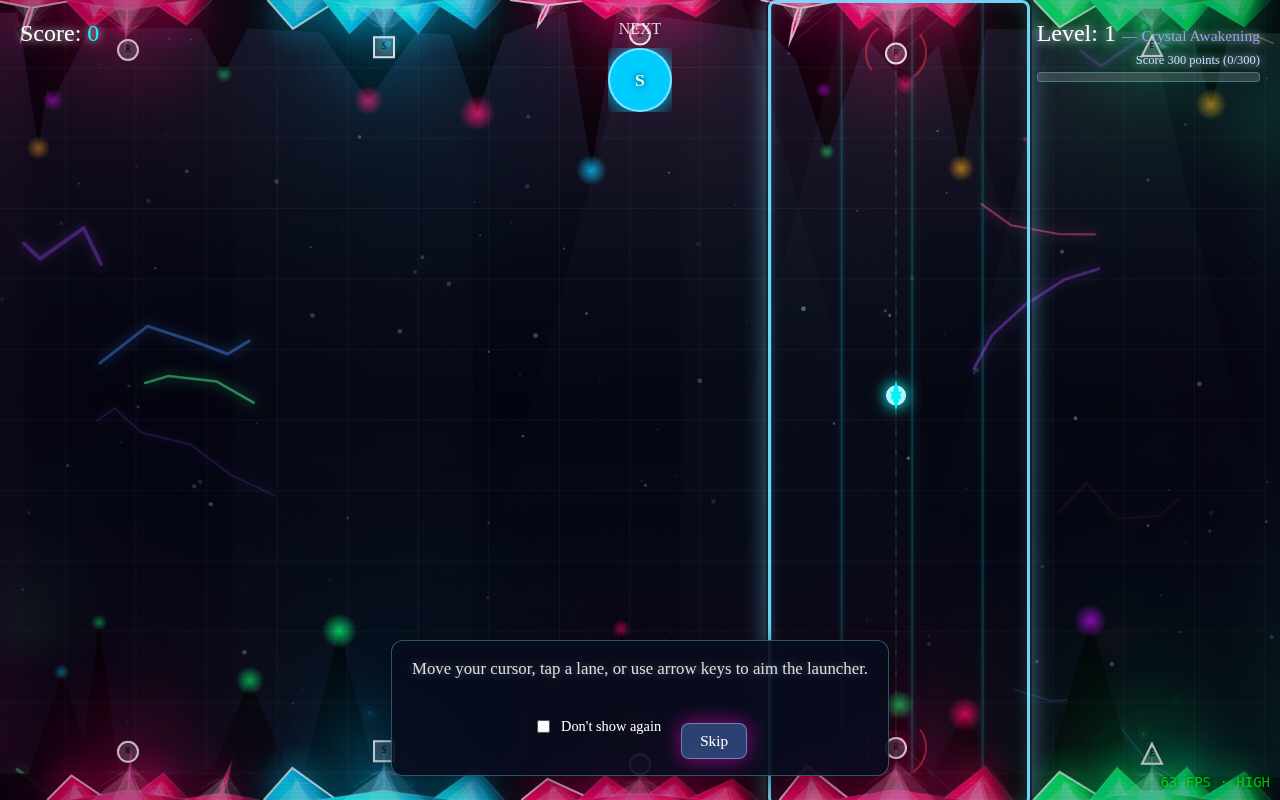 Score: 0
NEXT
S
Level: 1 — Crystal Awakening
Score 300 points (0/300)
R
S
R
R
S
Move your cursor, tap a lane, or use arrow keys to aim the launcher.
Don't show again
Skip
63 FPS · HIGH